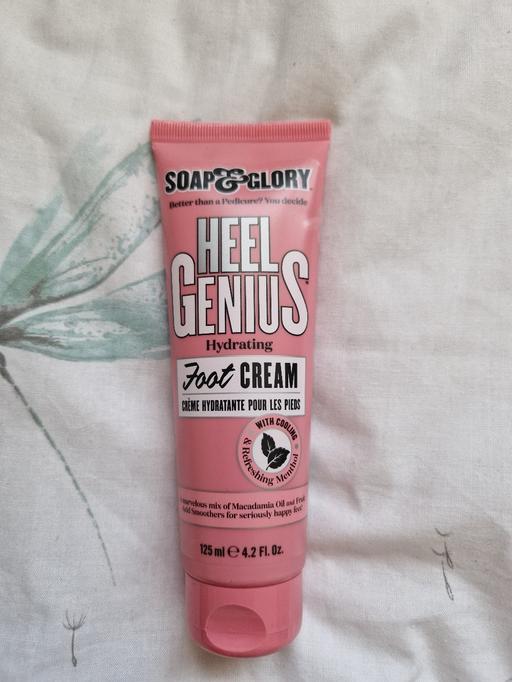 SOAP&GLORY
Better than a Pedicure? You decide
HEEL
GENIUS
Hydrating
Foot CREAM
CRÈME HYDRATANTE POUR LES PIEDS
WITH COOLING
& Refreshing Menthol
marvelous mix of Macadamia Oil and Fruit
Acid Smoothers for seriously happy feet!
125 ml ℮ 4.2 Fl. Oz.